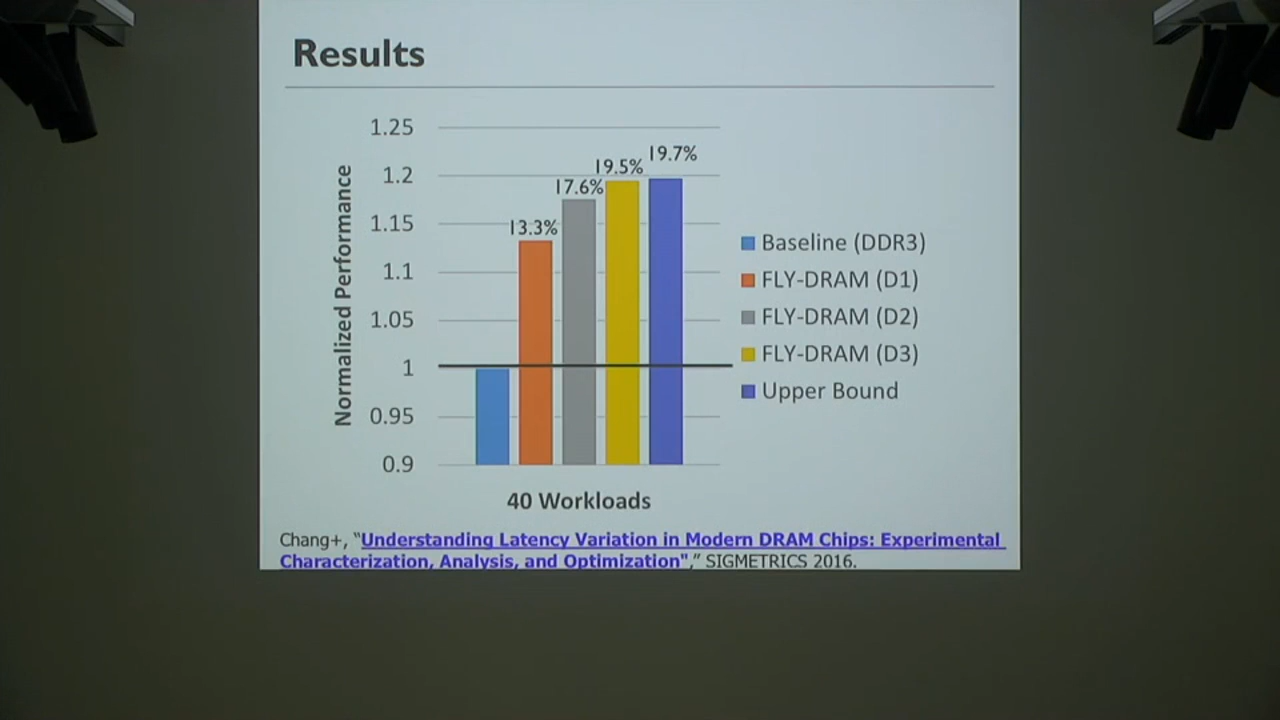 Results
1.25
1.2
1.15
1.1
1.05
1
0.95
0.9
Normalized Performance
13.3%
17.6%
19.5%
19.7%
40 Workloads
Baseline (DDR3)
FLY-DRAM (D1)
FLY-DRAM (D2)
FLY-DRAM (D3)
Upper Bound
Chang+, “Understanding Latency Variation in Modern DRAM Chips: Experimental
Characterization, Analysis, and Optimization",” SIGMETRICS 2016.